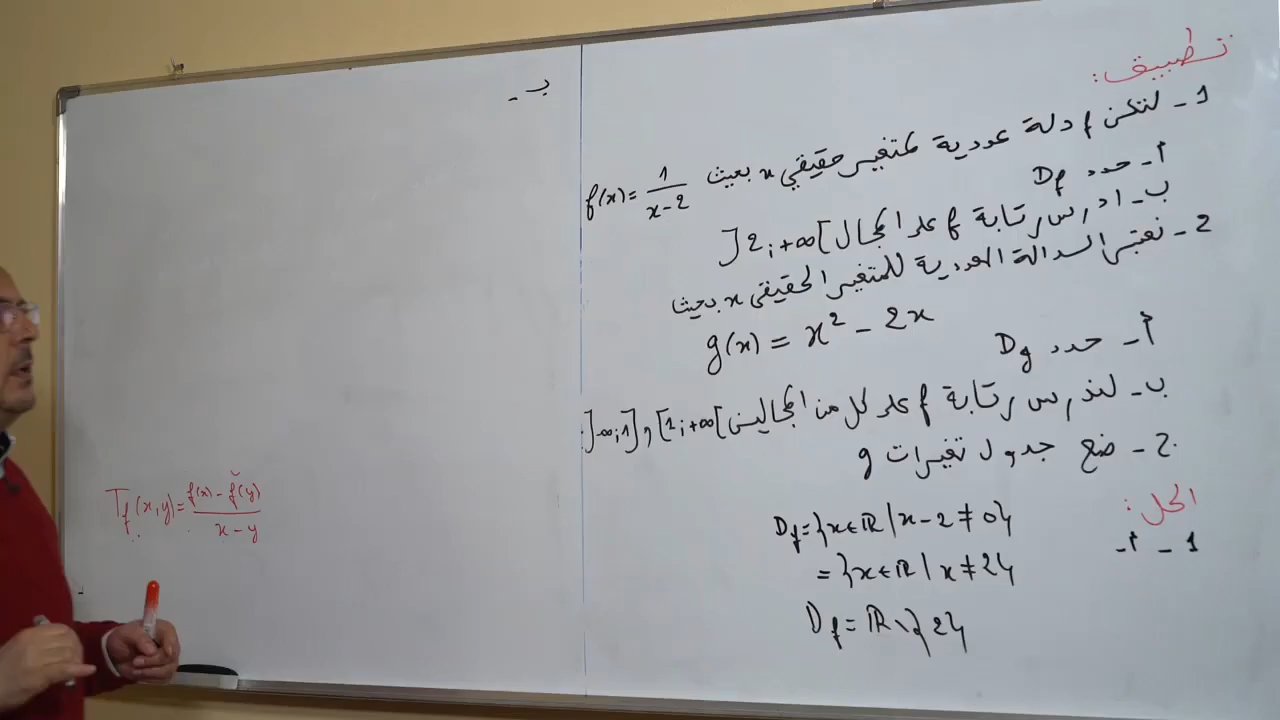 تطبيق:
1 - لتكن f دلة عددية لمتغير حقيقي x بحيث f(x) = 1/(x-2)
أ - حدد Df
ب - ادرس رتابة f على المجال ]2 ; +∞[
2 - نعتبر الدالة العددية للمتغير الحقيقي x بحيث
g(x) = x² - 2x
أ - حدد Dg
ب - لندرس رتابة f على كل من المجالين [1 ; +∞[ و ]-∞ ; 1]
ج - ضع جدول تغيرات g
الحل:
1 - أ - Df = {x∈ℝ / x-2 ≠ 0}
= {x∈ℝ / x ≠ 2}
Df = ℝ \ {2}
ب -
Tf(x,y) = (f(x) - f(y))/(x - y)